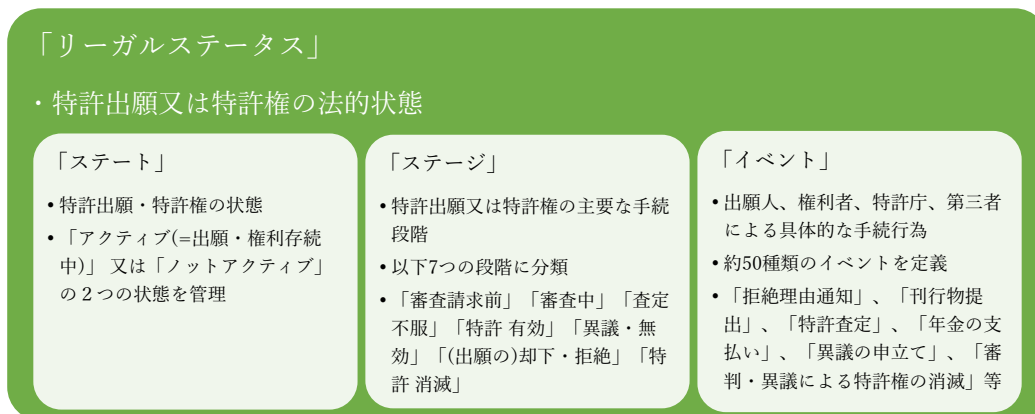 「リーガルステータス」
・特許出願又は特許権の法的状態
「ステート」
• 特許出願・特許権の状態
• 「アクティブ(=出願・権利存続
中)」 又は「ノットアクティブ」
の２つの状態を管理
「ステージ」
• 特許出願又は特許権の主要な手続
段階
• 以下7つの段階に分類
• 「審査請求前」「審査中」「査定
不服」「特許 有効」「異議・無
効」「(出願の)却下・拒絶」「特
許 消滅」
「イベント」
• 出願人、権利者、特許庁、第三者
による具体的な手続行為
• 約50種類のイベントを定義
• 「拒絶理由通知」、「刊行物提
出」、「特許査定」、「年金の支
払い」、「異議の申立て」、「審
判・異議による特許権の消滅」等